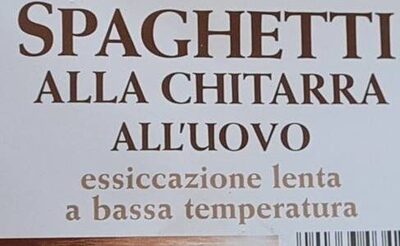 SPAGHETTI
ALLA CHITARRA
ALL'UOVO
essiccazione lenta
a bassa temperatura